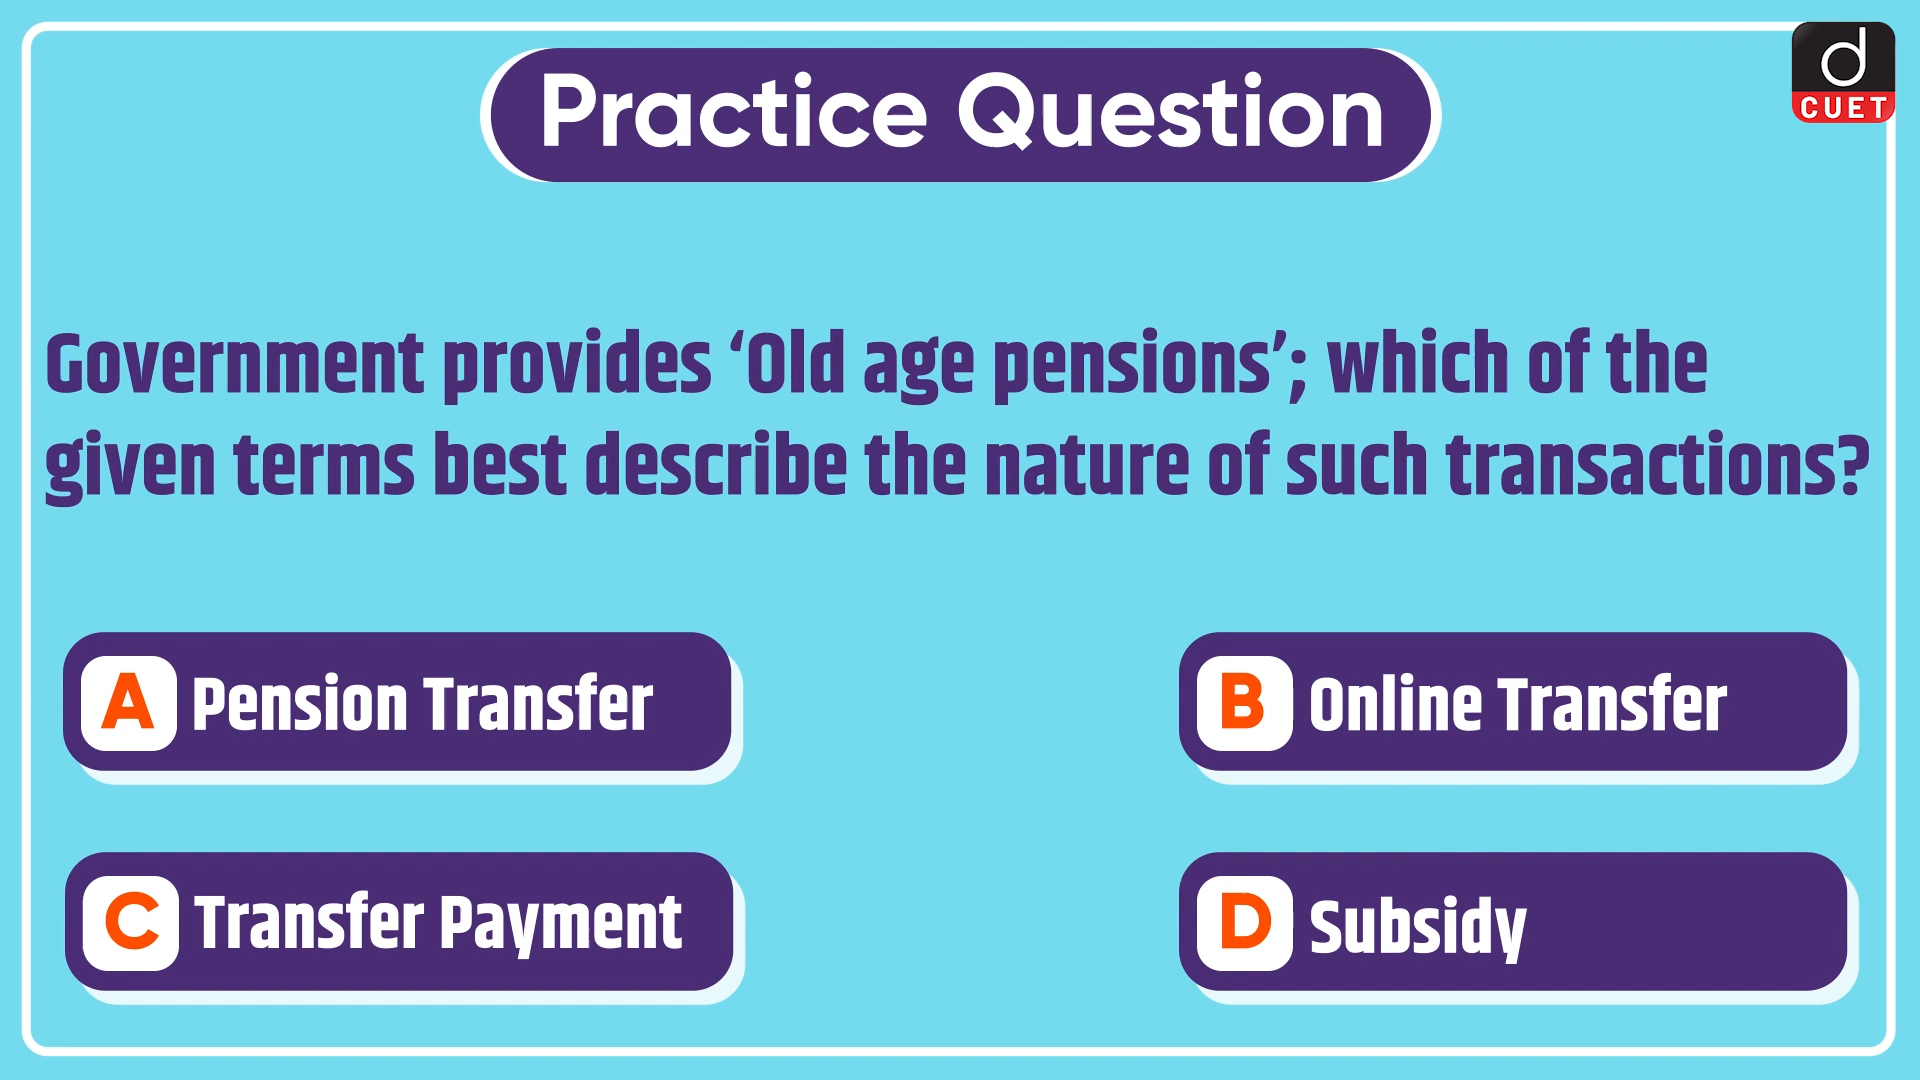 d
CUET
Practice Question
Government provides ‘Old age pensions’; which of the
given terms best describe the nature of such transactions?
A Pension Transfer
B Online Transfer
C Transfer Payment
D Subsidy